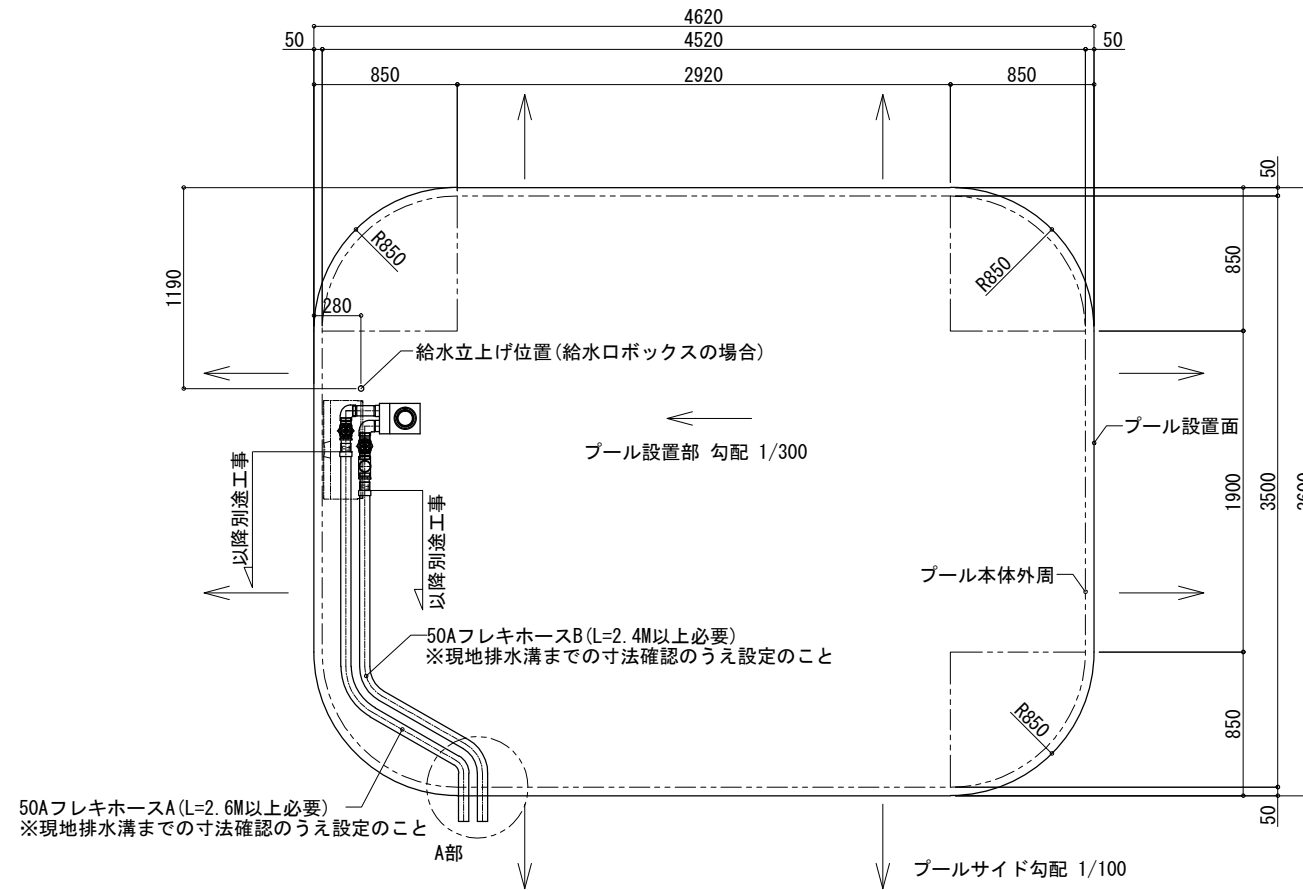 4620
50
4520
50
850
2920
850
50
R850
R850
850
1190
280
給水立上げ位置(給水口ボックスの場合)
プール設置面
プール設置部 勾配 1/300
以降別途工事
以降別途工事
1900
3500
プール本体外周
50AフレキホースB(L=2.4M以上必要)
※現地排水溝までの寸法確認のうえ設定のこと
R850
850
50AフレキホースA(L=2.6M以上必要)
※現地排水溝までの寸法確認のうえ設定のこと
50
A部
プールサイド勾配 1/100